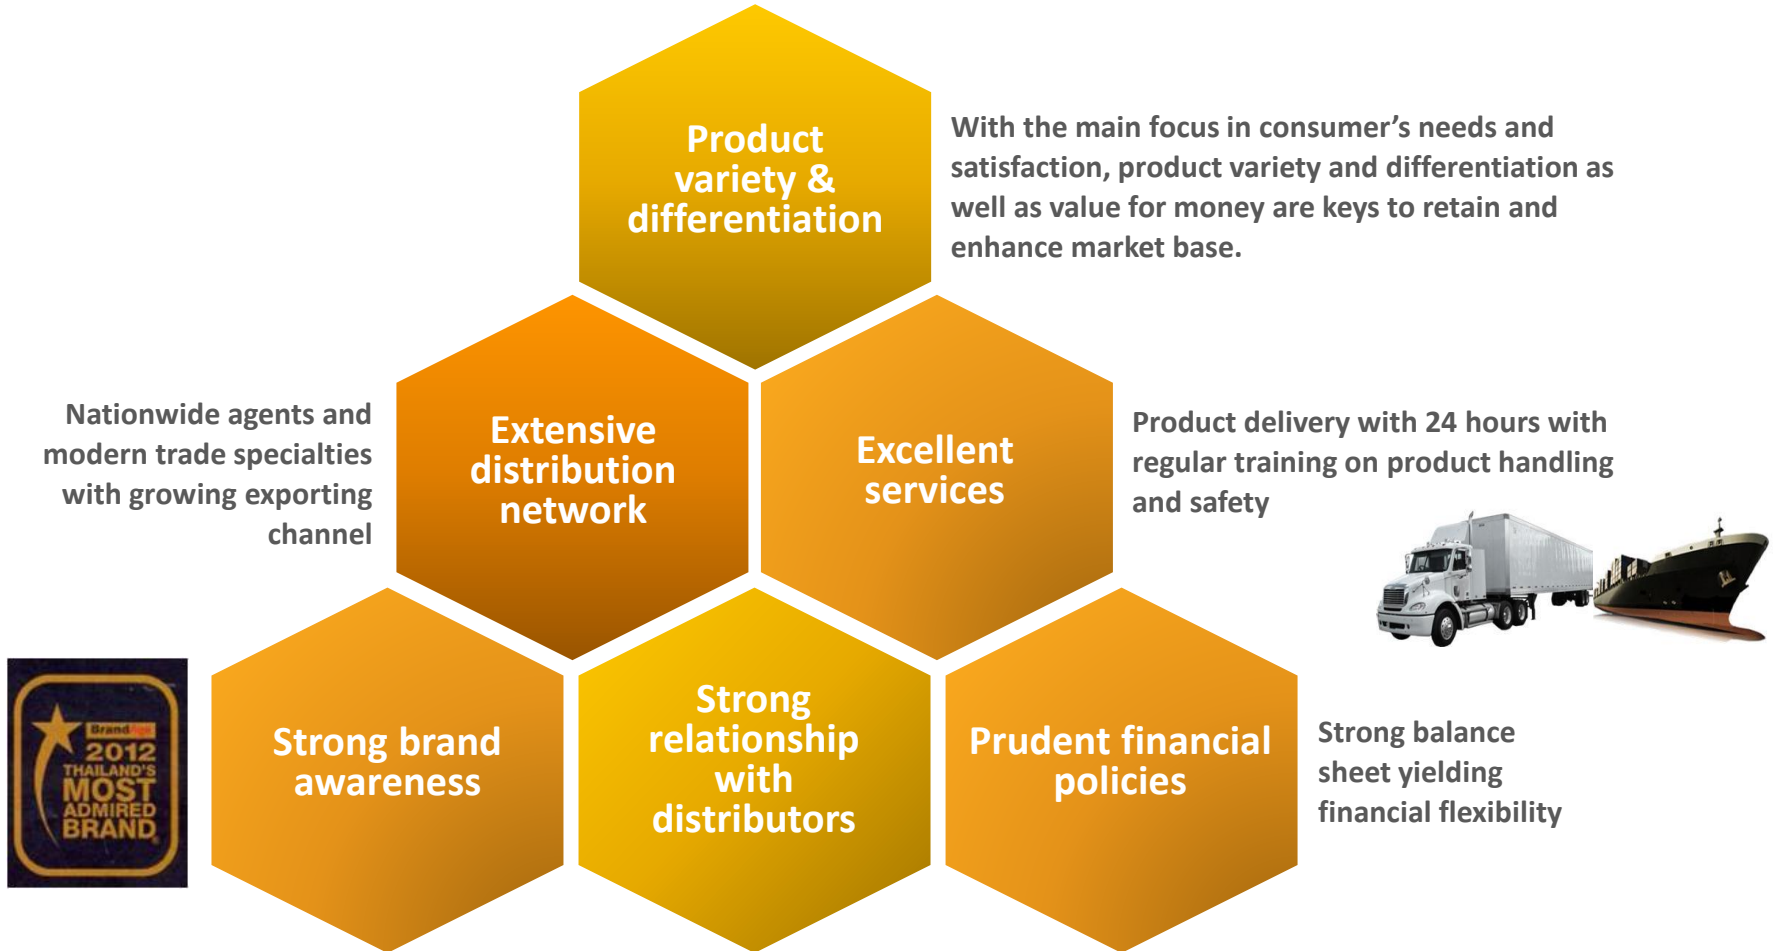 Product
variety &
differentiation
With the main focus in consumer’s needs and
satisfaction, product variety and differentiation as
well as value for money are keys to retain and
enhance market base.
Nationwide agents and
modern trade specialties
with growing exporting
channel
Extensive
distribution
network
Excellent
services
Product delivery with 24 hours with
regular training on product handling
and safety
BrandAge
2012
THAILAND'S
MOST
ADMIRED
BRAND®
Strong brand
awareness
Strong
relationship
with
distributors
Prudent financial
policies
Strong balance
sheet yielding
financial flexibility